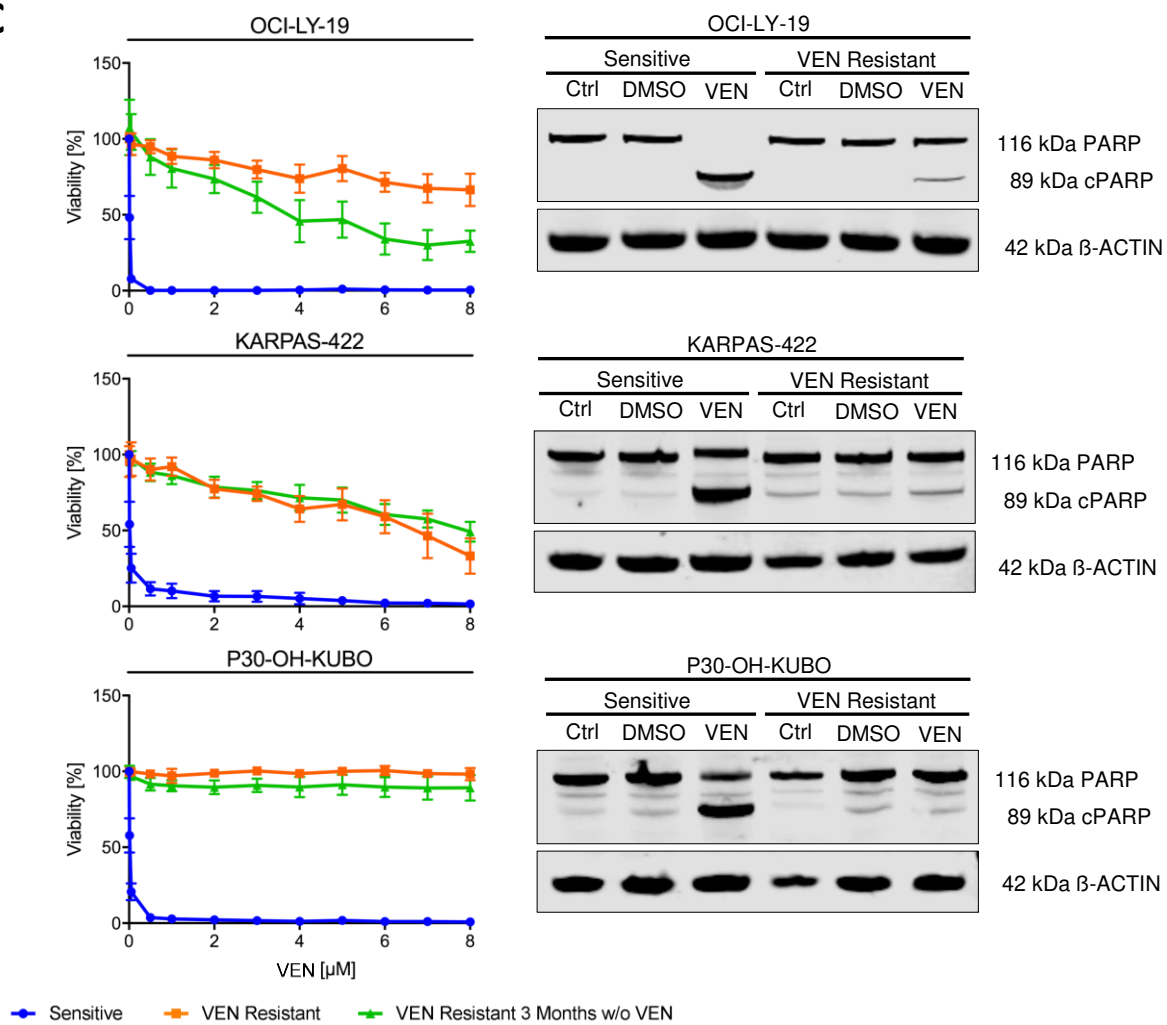 C
OCI-LY-19
150
100
50
0
Viability [%]
0 2 4 6 8
OCI-LY-19
Sensitive VEN Resistant
Ctrl DMSO VEN Ctrl DMSO VEN
116 kDa PARP
89 kDa cPARP
42 kDa ß-ACTIN
KARPAS-422
150
100
50
0
Viability [%]
0 2 4 6 8
KARPAS-422
Sensitive VEN Resistant
Ctrl DMSO VEN Ctrl DMSO VEN
116 kDa PARP
89 kDa cPARP
42 kDa ß-ACTIN
P30-OH-KUBO
150
100
50
0
Viability [%]
0 2 4 6 8
VEN [µM]
P30-OH-KUBO
Sensitive VEN Resistant
Ctrl DMSO VEN Ctrl DMSO VEN
116 kDa PARP
89 kDa cPARP
42 kDa ß-ACTIN
Sensitive VEN Resistant VEN Resistant 3 Months w/o VEN